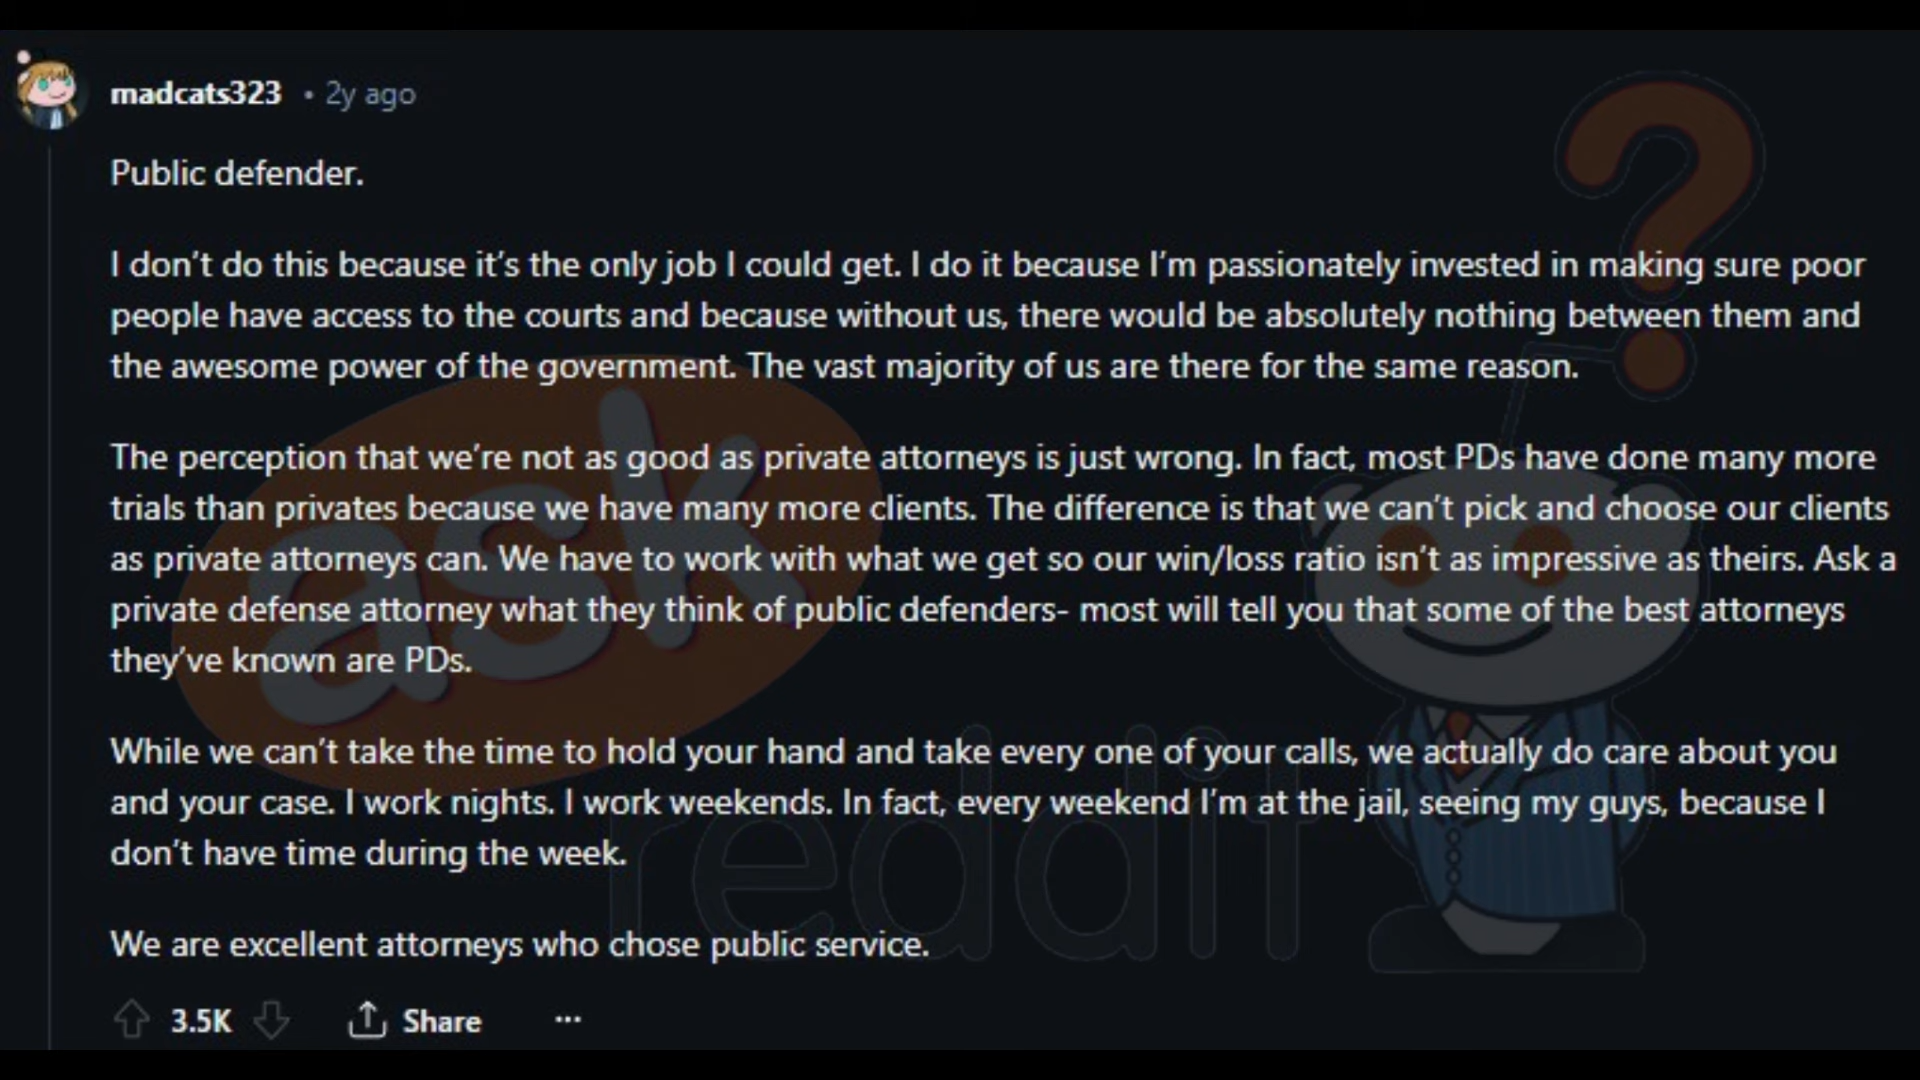 madcats323 • 2y ago
Public defender.
I don't do this because it's the only job I could get. I do it because I'm passionately invested in making sure poor
people have access to the courts and because without us, there would be absolutely nothing between them and
the awesome power of the government. The vast majority of us are there for the same reason.
The perception that we're not as good as private attorneys is just wrong. In fact, most PDs have done many more
trials than privates because we have many more clients. The difference is that we can't pick and choose our clients
as private attorneys can. We have to work with what we get so our win/loss ratio isn't as impressive as theirs. Ask a
private defense attorney what they think of public defenders- most will tell you that some of the best attorneys
they've known are PDs.
While we can't take the time to hold your hand and take every one of your calls, we actually do care about you
and your case. I work nights. I work weekends. In fact, every weekend I'm at the jail, seeing my guys, because I
don't have time during the week.
We are excellent attorneys who chose public service.
3.5K Share ...
ask
reddit
?